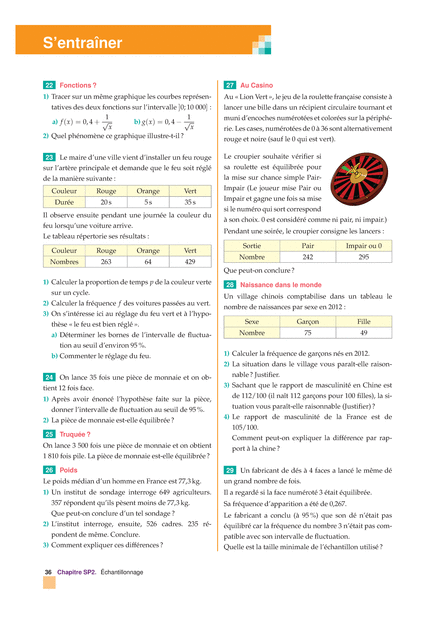 S'entraîner
22 Fonctions ?
1) Tracer sur un même graphique les courbes représen-
tatives des deux fonctions sur l'intervalle ]0; 10 000] :
a) f(x) = 0,4 + 1/√x b) g(x) = 0,4 − 1/√x
2) Quel phénomène ce graphique illustre-t-il ?
23 Le maire d'une ville vient d'installer un feu rouge
sur l'artère principale et demande que le feu soit réglé
de la manière suivante :
Couleur Rouge Orange Vert
Durée 20 s 5 s 35 s
Il observe ensuite pendant une journée la couleur du
feu lorsqu'une voiture arrive.
Le tableau répertorie ses résultats :
Couleur Rouge Orange Vert
Nombres 263 64 429
1) Calculer la proportion de temps p de la couleur verte
sur un cycle.
2) Calculer la fréquence f des voitures passées au vert.
3) On s'intéresse ici au réglage du feu vert et à l'hypo-
thèse « le feu est bien réglé ».
a) Déterminer les bornes de l'intervalle de fluctua-
tion au seuil d'environ 95 %.
b) Commenter le réglage du feu.
24 On lance 35 fois une pièce de monnaie et on ob-
tient 12 fois face.
1) Après avoir énoncé l'hypothèse faite sur la pièce,
donner l'intervalle de fluctuation au seuil de 95 %.
2) La pièce de monnaie est-elle équilibrée ?
25 Truquée ?
On lance 3 500 fois une pièce de monnaie et on obtient
1 810 fois pile. La pièce de monnaie est-elle équilibrée ?
26 Poids
Le poids médian d'un homme en France est 77,3 kg.
1) Un institut de sondage interroge 649 agriculteurs.
357 répondent qu'ils pèsent moins de 77,3 kg.
Que peut-on conclure d'un tel sondage ?
2) L'institut interroge, ensuite, 526 cadres. 235 ré-
pondent de même. Conclure.
3) Comment expliquer ces différences ?
27 Au Casino
Au « Lion Vert », le jeu de la roulette française consiste à
lancer une bille dans un récipient circulaire tournant et
muni d'encoches numérotées et colorées sur la périphé-
rie. Les cases, numérotées de 0 à 36 sont alternativement
rouge et noire (sauf le 0 qui est vert).
Le croupier souhaite vérifier si
sa roulette est équilibrée pour
la mise sur chance simple Pair-
Impair (Le joueur mise Pair ou
Impair et gagne une fois sa mise
si le numéro qui sort correspond
à son choix. 0 est considéré comme ni pair, ni impair.)
Pendant une soirée, le croupier consigne les lancers :
Sortie Pair Impair ou 0
Nombre 242 295
Que peut-on conclure ?
28 Naissance dans le monde
Un village chinois comptabilise dans un tableau le
nombre de naissances par sexe en 2012 :
Sexe Garçon Fille
Nombre 75 49
1) Calculer la fréquence de garçons nés en 2012.
2) La situation dans le village vous paraît-elle raison-
nable ? Justifier.
3) Sachant que le rapport de masculinité en Chine est
de 112/100 (il naît 112 garçons pour 100 filles), la si-
tuation vous paraît-elle raisonnable (Justifier) ?
4) Le rapport de masculinité de la France est de
105/100.
Comment peut-on expliquer la différence par rap-
port à la chine ?
29 Un fabricant de dés à 4 faces a lancé le même dé
un grand nombre de fois.
Il a regardé si la face numéroté 3 était équilibrée.
Sa fréquence d'apparition a été de 0,267.
Le fabricant a conclu (à 95 %) que son dé n'était pas
équilibré car la fréquence du nombre 3 n'était pas com-
patible avec son intervalle de fluctuation.
Quelle est la taille minimale de l'échantillon utilisé ?
36 Chapitre SP2. Échantillonnage